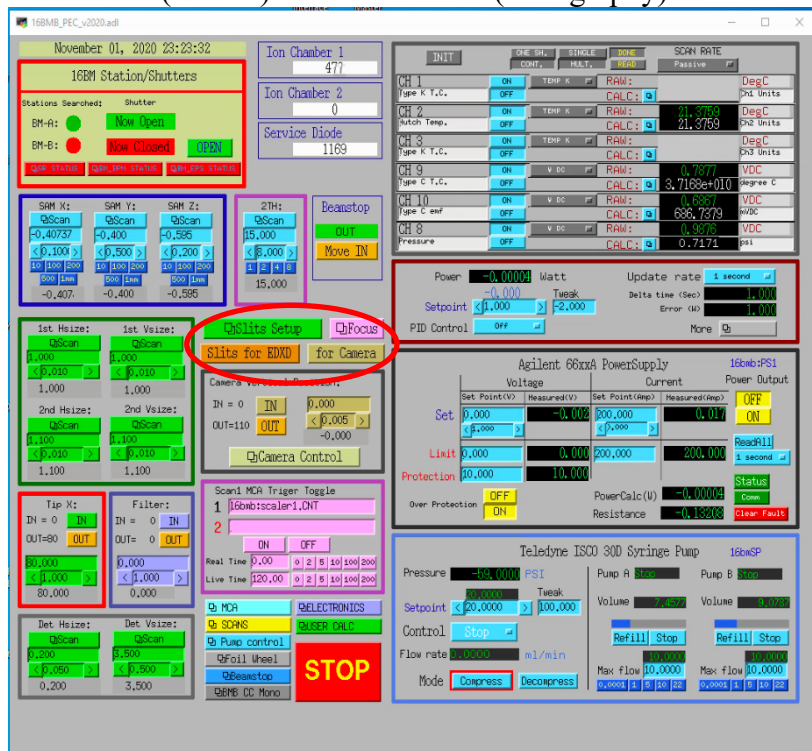 16BMB_PEC_v2020.adl
November 01, 2020 23:23:32
16BM Station/Shutters
Stations Searched: Shutter
BM-A: Now Open
BM-B: Now Closed OPEN
Ion Chamber 1
477
Ion Chamber 2
0
Service Diode
1169
SAM X: SAM Y: SAM Z:
Scan Scan Scan
-0.40737 -0.400 -0.595
< 0.100 > < 0.500 > < 0.200 >
10 100 200 10 100 200 10 100 200
500 1mm 500 1mm 500 1mm
-0.407 -0.400 -0.595
2TH:
Scan
15.000
< 8.000 >
1 2 4 8
15.000
Beamstop
OUT
Move IN
1st Hsize: 1st Vsize:
Scan Scan
1.000 1.000
< 0.010 > < 0.010 >
1.000 1.000
2nd Hsize: 2nd Vsize:
Scan Scan
1.100 1.100
< 0.010 > < 0.010 >
1.100 1.100
Slits Setup Focus
Slits for EDXD for Camera
IN = 0 IN 0.000
OUT=110 OUT < 0.005 >
-0.000
Camera Control
Tip X:
IN = 0 IN
OUT=80 OUT
80.000
< 1.000 >
80.000
Filter:
IN = 0 IN
OUT= 0 OUT
0.000
< 1.000 >
0.000
Scan1 MCA Triger Toggle
1 16bmb:scaler1.CNT
2
ON OFF
Real Time 0.00 0 2 5 10 100 200
Live Time 120.00 0 2 5 10 100 200
Det Hsize: Det Vsize:
Scan Scan
0.200 3.500
< 0.050 > < 0.500 >
0.200 3.500
MCA ELECTRONICS
SCANS USER CALC
Pump control
Foil Wheel
Beamstop
BMB CC Mono
STOP
INIT ONE SH. SINGLE DONE SCAN RATE
CONT. MULT. READ Passive
CH 1 ON TEMP K RAW: DegC
Type K T.C. OFF CALC: Ch1 Units
CH 2 ON TEMP K RAW: 21.3759 DegC
Hutch Temp. OFF CALC: 21.3759 Ch2 Units
CH 3 ON TEMP K RAW: DegC
Type K T.C. OFF CALC: Ch3 Units
CH 9 ON V DC RAW: 0.7877 VDC
Type C T.C. OFF CALC: 3.7168e+010 degree C
CH 10 ON V DC RAW: 0.6867 VDC
Type C emf OFF CALC: 686.7379 mVDC
CH 8 ON V DC RAW: 0.9876 VDC
Pressure OFF CALC: 0.7171 psi
Power -0.00004 Watt Update rate 1 second
-0.000 Tweak Delta time (Sec) 1.000
Setpoint < 1.000 > -2.000 Error (W) 1.000
PID Control Off More
Agilent 66xxA PowerSupply 16bmb:PS1
Voltage Current Power Output
Set Point(V) Measured(V) Set Point(Amp) Measured(Amp) OFF
Set 0.000 -0.002 200.000 0.017 ON
ReadAll
Limit 0.000 0.000 200.000 200.000 1 second
Protection 10.000 10.000
Status
Over Protection OFF PowerCalc(W) -0.00004 Comm
ON Resistance -0.13208 Clear Fault
Teledyne ISCO 30D Syringe Pump 16bmSP
Pressure -59.0000 PSI Pump A Stop Pump B Stop
20.0000 Tweak
Setpoint < 20.0000 > 100.000 Volume 7.4577 Volume 9.0787
Control Stop Refill Stop Refill Stop
Flow rate 0.0000 ml/min 10.0000 10.0000
Max flow 10.0000 Max flow 10.0000
Mode Compress Decompress 0.0001 1 5 10 22 0.0001 1 5 10 22